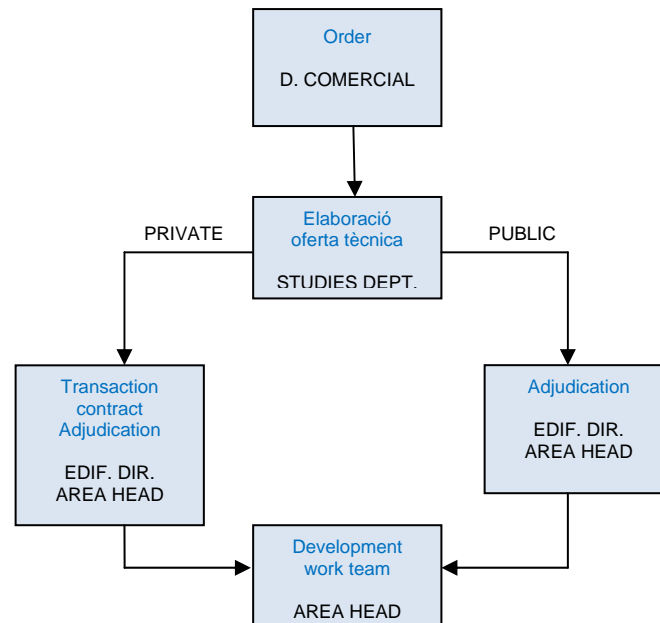 Order
D. COMERCIAL
Elaboració
oferta tècnica
STUDIES DEPT.
PRIVATE
PUBLIC
Transaction
contract
Adjudication
EDIF. DIR.
AREA HEAD
Adjudication
EDIF. DIR.
AREA HEAD
Development
work team
AREA HEAD